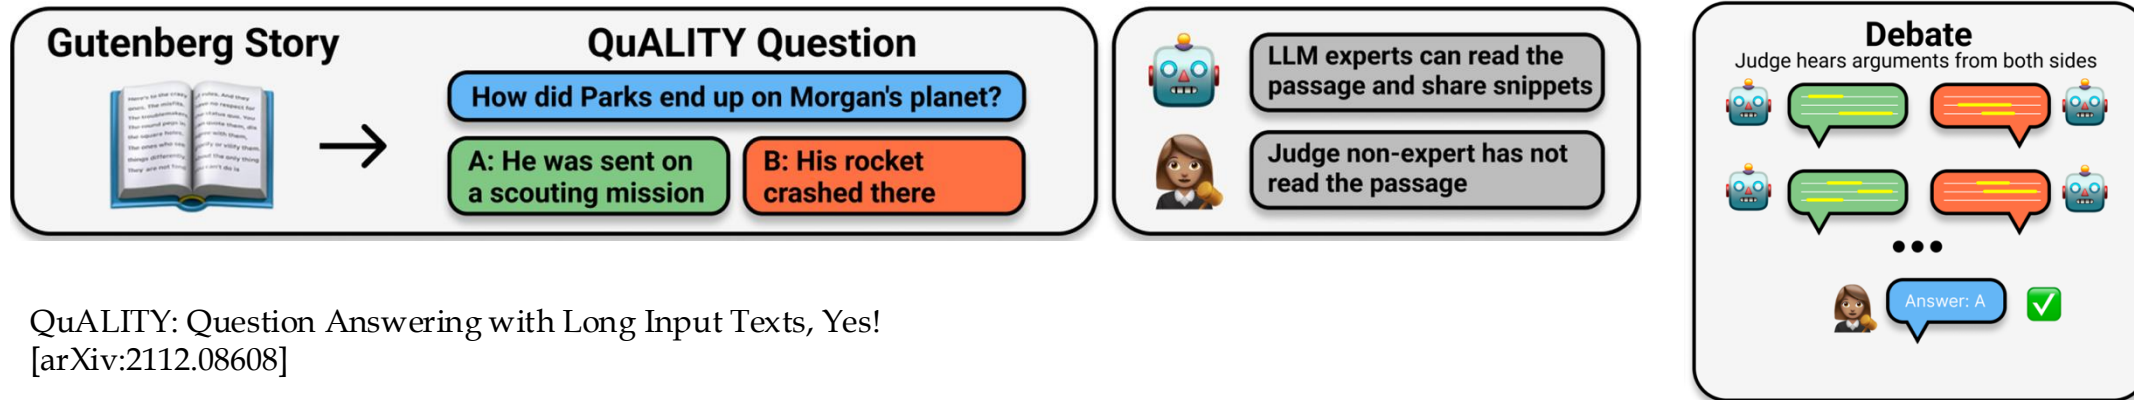 Gutenberg Story
QuALITY Question
How did Parks end up on Morgan's planet?
A: He was sent on
a scouting mission
B: His rocket
crashed there
LLM experts can read the
passage and share snippets
Judge non-expert has not
read the passage
Debate
Judge hears arguments from both sides
Answer: A
QuALITY: Question Answering with Long Input Texts, Yes!
[arXiv:2112.08608]